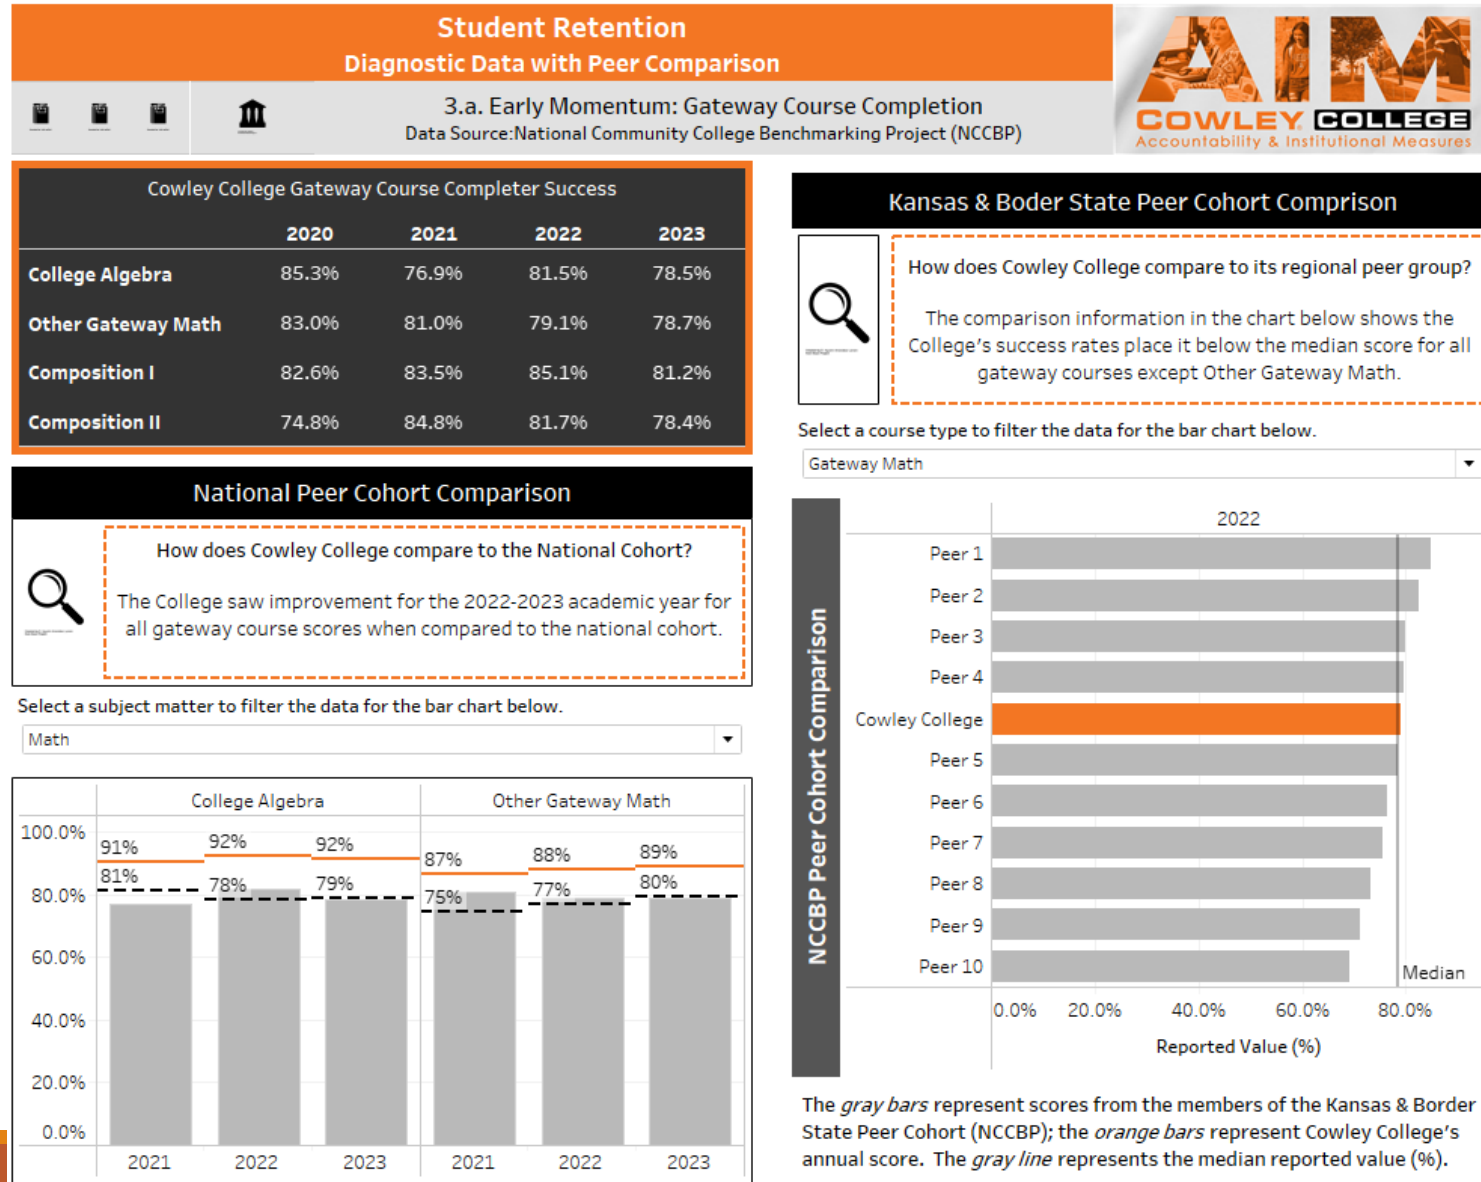 Student Retention
Diagnostic Data with Peer Comparison
3.a. Early Momentum: Gateway Course Completion
Data Source:National Community College Benchmarking Project (NCCBP)
AIM
COWLEY COLLEGE
Accountability & Institutional Measures
Cowley College Gateway Course Completer Success
2020 2021 2022 2023
College Algebra 85.3% 76.9% 81.5% 78.5%
Other Gateway Math 83.0% 81.0% 79.1% 78.7%
Composition I 82.6% 83.5% 85.1% 81.2%
Composition II 74.8% 84.8% 81.7% 78.4%
National Peer Cohort Comparison
How does Cowley College compare to the National Cohort?
The College saw improvement for the 2022-2023 academic year for
all gateway course scores when compared to the national cohort.
Select a subject matter to filter the data for the bar chart below.
Math
College Algebra Other Gateway Math
100.0%
80.0%
60.0%
40.0%
20.0%
0.0%
91% 92% 92% 87% 88% 89%
81% 78% 79% 75% 77% 80%
2021 2022 2023 2021 2022 2023
Kansas & Boder State Peer Cohort Comprison
How does Cowley College compare to its regional peer group?
The comparison information in the chart below shows the
College's success rates place it below the median score for all
gateway courses except Other Gateway Math.
Select a course type to filter the data for the bar chart below.
Gateway Math
NCCBP Peer Cohort Comparison
2022
Peer 1
Peer 2
Peer 3
Peer 4
Cowley College
Peer 5
Peer 6
Peer 7
Peer 8
Peer 9
Peer 10
Median
0.0% 20.0% 40.0% 60.0% 80.0%
Reported Value (%)
The gray bars represent scores from the members of the Kansas & Border
State Peer Cohort (NCCBP); the orange bars represent Cowley College's
annual score. The gray line represents the median reported value (%).